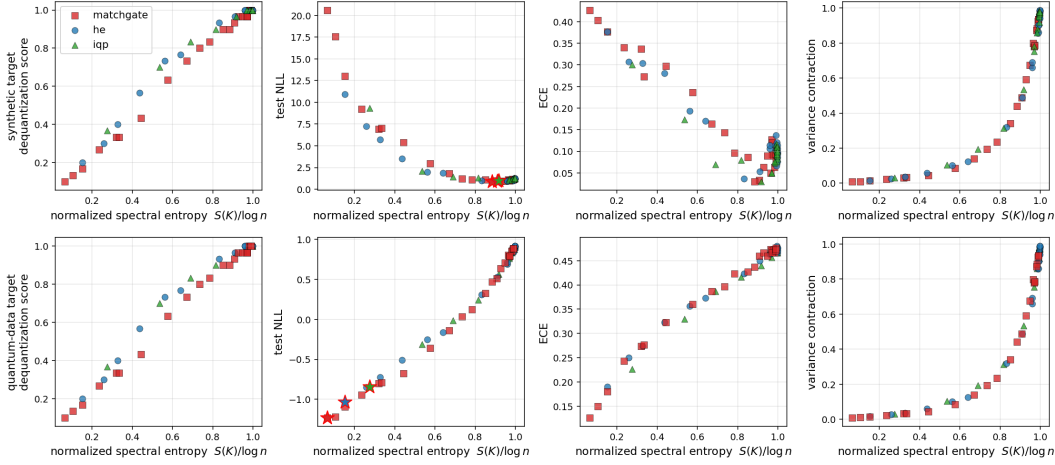 synthetic target
dequantization score
1.0
0.8
0.6
0.4
0.2
matchgate
he
iqp
0.2 0.4 0.6 0.8 1.0
normalized spectral entropy S(K)/log n
test NLL
20.0
17.5
15.0
12.5
10.0
7.5
5.0
2.5
0.0
0.2 0.4 0.6 0.8 1.0
normalized spectral entropy S(K)/log n
ECE
0.40
0.35
0.30
0.25
0.20
0.15
0.10
0.05
0.2 0.4 0.6 0.8 1.0
normalized spectral entropy S(K)/log n
variance contraction
1.0
0.8
0.6
0.4
0.2
0.0
0.2 0.4 0.6 0.8 1.0
normalized spectral entropy S(K)/log n
quantum-data target
dequantization score
1.0
0.8
0.6
0.4
0.2
0.2 0.4 0.6 0.8 1.0
normalized spectral entropy S(K)/log n
test NLL
1.0
0.5
0.0
−0.5
−1.0
0.2 0.4 0.6 0.8 1.0
normalized spectral entropy S(K)/log n
ECE
0.45
0.40
0.35
0.30
0.25
0.20
0.15
0.2 0.4 0.6 0.8 1.0
normalized spectral entropy S(K)/log n
variance contraction
1.0
0.8
0.6
0.4
0.2
0.0
0.2 0.4 0.6 0.8 1.0
normalized spectral entropy S(K)/log n